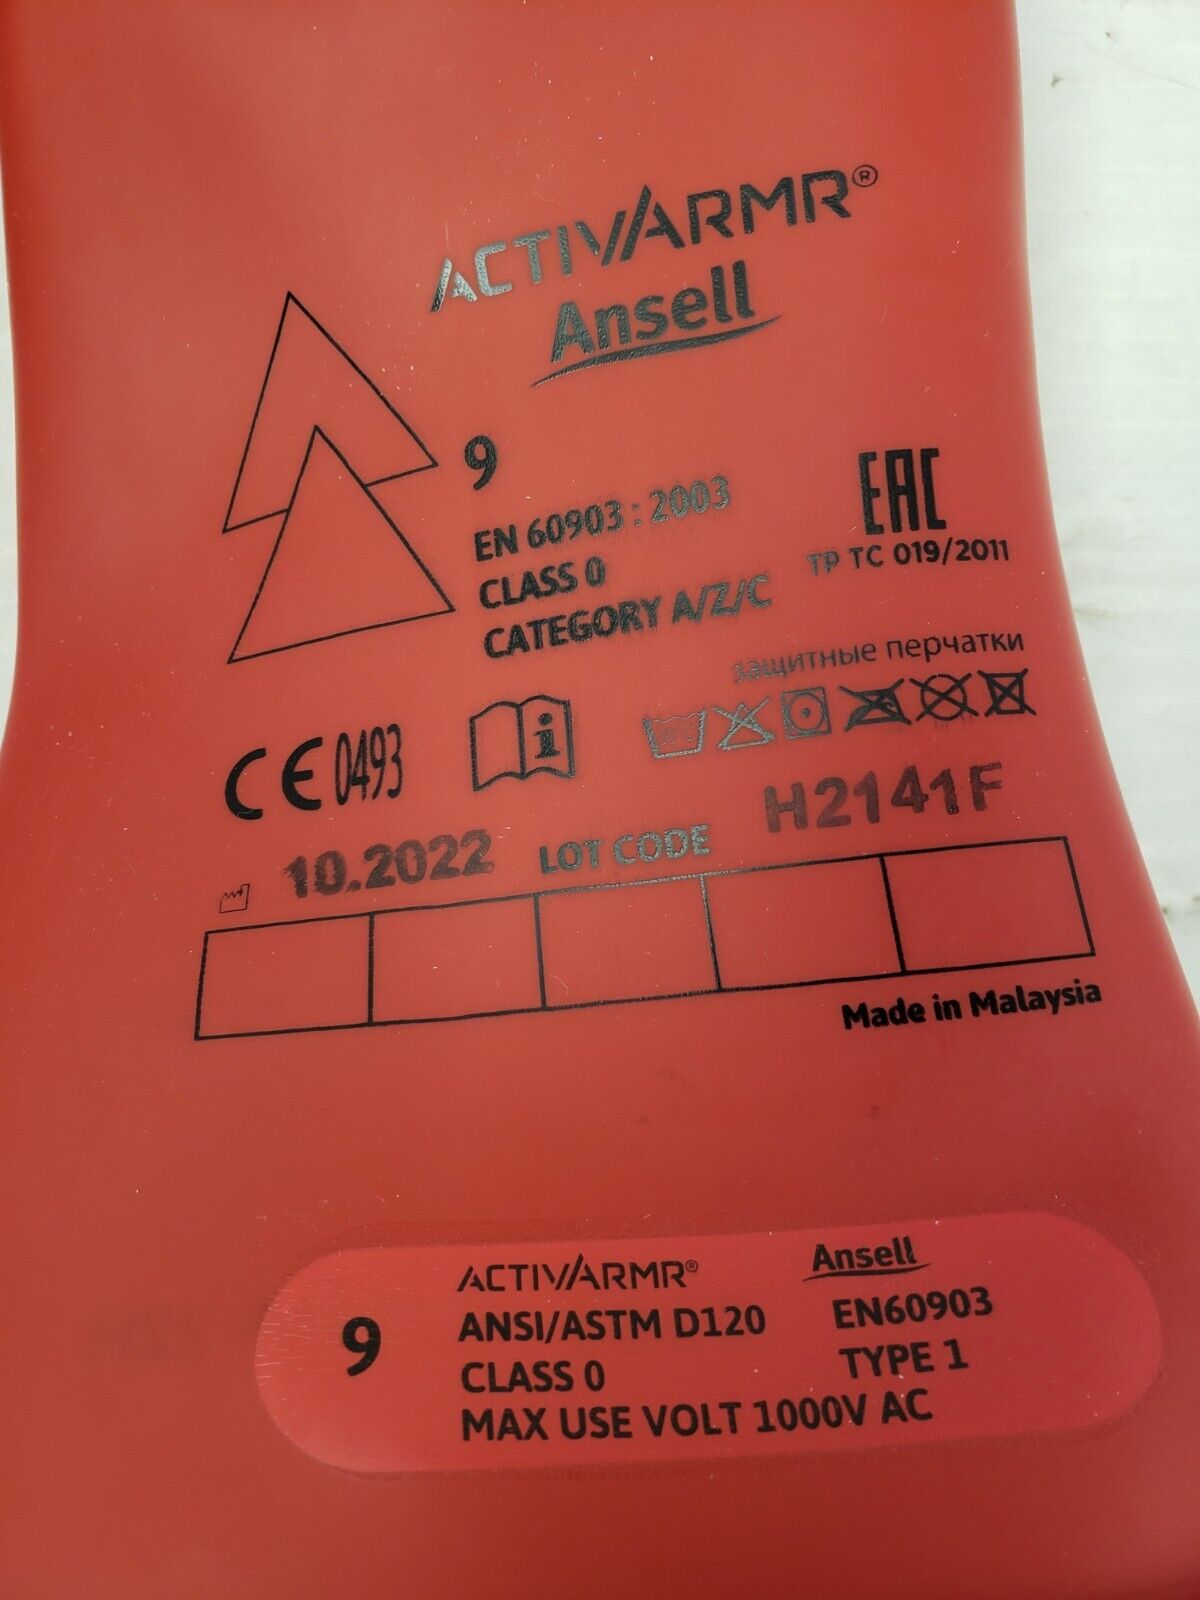 ACTIVARMR®
Ansell
9
EN 60903 : 2003
CLASS 0
CATEGORY A/Z/C
EAC
ТР ТС 019/2011
защитные перчатки
CE 0493
i
10.2022
LOT CODE
H2141F
Made in Malaysia
9
ACTIVARMR®
ANSI/ASTM D120
CLASS 0
MAX USE VOLT 1000V AC
Ansell
EN60903
TYPE 1